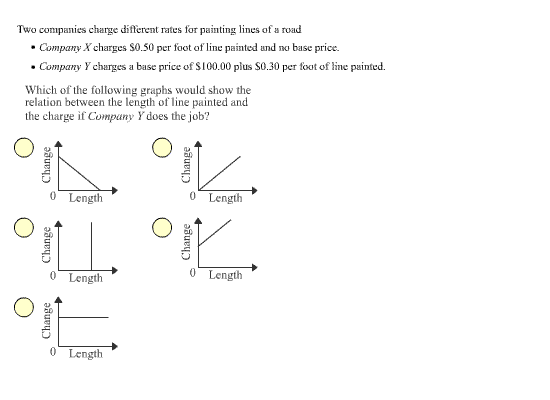 Two companies charge different rates for painting lines of a road
• Company X charges $0.50 per foot of line painted and no base price.
• Company Y charges a base price of $100.00 plus $0.30 per foot of line painted.
Which of the following graphs would show the
relation between the length of line painted and
the charge if Company Y does the job?
Change
0 Length
Change
0 Length
Change
0 Length
Change
0 Length
Change
0 Length